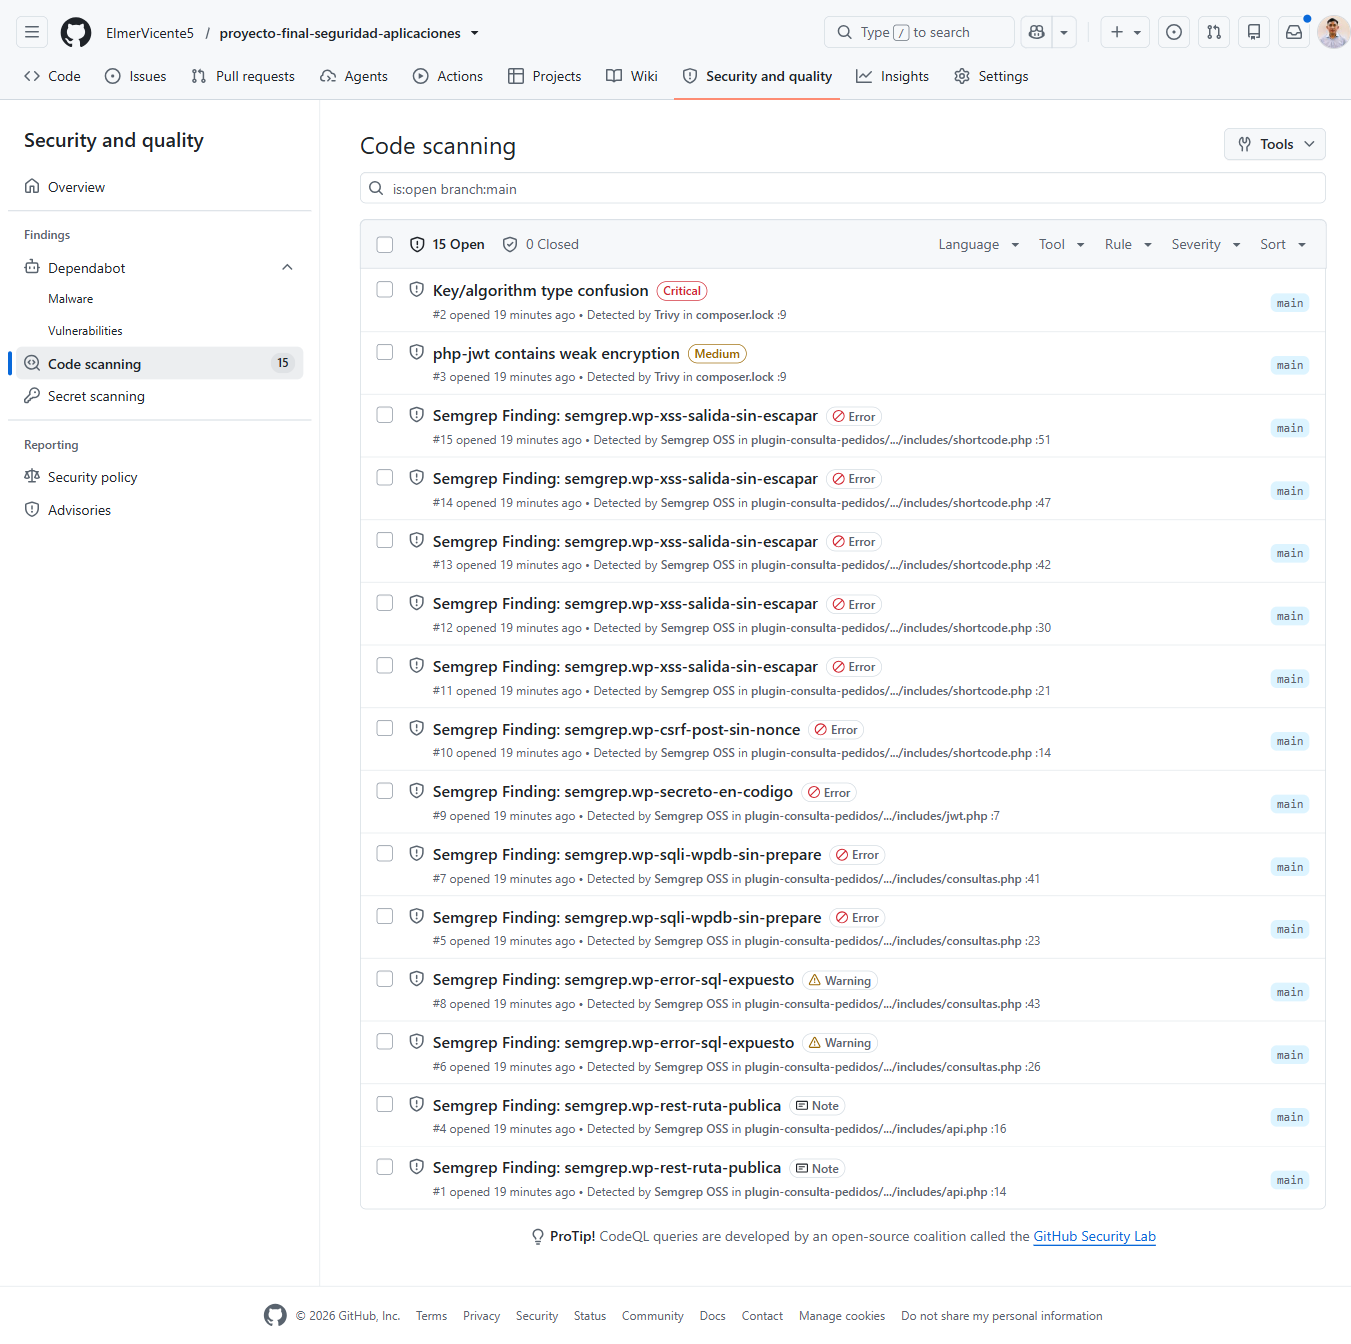 ElmerVicente5 / proyecto-final-seguridad-aplicaciones
Type / to search
Code Issues Pull requests Agents Actions Projects Wiki Security and quality Insights Settings
Security and quality
Overview
Findings
Dependabot
Malware
Vulnerabilities
Code scanning 15
Secret scanning
Reporting
Security policy
Advisories
Code scanning
Tools
is:open branch:main
15 Open 0 Closed Language Tool Rule Severity Sort
Key/algorithm type confusion Critical
#2 opened 19 minutes ago • Detected by Trivy in composer.lock :9
main
php-jwt contains weak encryption Medium
#3 opened 19 minutes ago • Detected by Trivy in composer.lock :9
main
Semgrep Finding: semgrep.wp-xss-salida-sin-escapar Error
#15 opened 19 minutes ago • Detected by Semgrep OSS in plugin-consulta-pedidos/.../includes/shortcode.php :51
main
Semgrep Finding: semgrep.wp-xss-salida-sin-escapar Error
#14 opened 19 minutes ago • Detected by Semgrep OSS in plugin-consulta-pedidos/.../includes/shortcode.php :47
main
Semgrep Finding: semgrep.wp-xss-salida-sin-escapar Error
#13 opened 19 minutes ago • Detected by Semgrep OSS in plugin-consulta-pedidos/.../includes/shortcode.php :42
main
Semgrep Finding: semgrep.wp-xss-salida-sin-escapar Error
#12 opened 19 minutes ago • Detected by Semgrep OSS in plugin-consulta-pedidos/.../includes/shortcode.php :30
main
Semgrep Finding: semgrep.wp-xss-salida-sin-escapar Error
#11 opened 19 minutes ago • Detected by Semgrep OSS in plugin-consulta-pedidos/.../includes/shortcode.php :21
main
Semgrep Finding: semgrep.wp-csrf-post-sin-nonce Error
#10 opened 19 minutes ago • Detected by Semgrep OSS in plugin-consulta-pedidos/.../includes/shortcode.php :14
main
Semgrep Finding: semgrep.wp-secreto-en-codigo Error
#9 opened 19 minutes ago • Detected by Semgrep OSS in plugin-consulta-pedidos/.../includes/jwt.php :7
main
Semgrep Finding: semgrep.wp-sqli-wpdb-sin-prepare Error
#7 opened 19 minutes ago • Detected by Semgrep OSS in plugin-consulta-pedidos/.../includes/consultas.php :41
main
Semgrep Finding: semgrep.wp-sqli-wpdb-sin-prepare Error
#5 opened 19 minutes ago • Detected by Semgrep OSS in plugin-consulta-pedidos/.../includes/consultas.php :23
main
Semgrep Finding: semgrep.wp-error-sql-expuesto Warning
#8 opened 19 minutes ago • Detected by Semgrep OSS in plugin-consulta-pedidos/.../includes/consultas.php :43
main
Semgrep Finding: semgrep.wp-error-sql-expuesto Warning
#6 opened 19 minutes ago • Detected by Semgrep OSS in plugin-consulta-pedidos/.../includes/consultas.php :26
main
Semgrep Finding: semgrep.wp-rest-ruta-publica Note
#4 opened 19 minutes ago • Detected by Semgrep OSS in plugin-consulta-pedidos/.../includes/api.php :16
main
Semgrep Finding: semgrep.wp-rest-ruta-publica Note
#1 opened 19 minutes ago • Detected by Semgrep OSS in plugin-consulta-pedidos/.../includes/api.php :14
main
ProTip! CodeQL queries are developed by an open-source coalition called the GitHub Security Lab
© 2026 GitHub, Inc. Terms Privacy Security Status Community Docs Contact Manage cookies Do not share my personal information